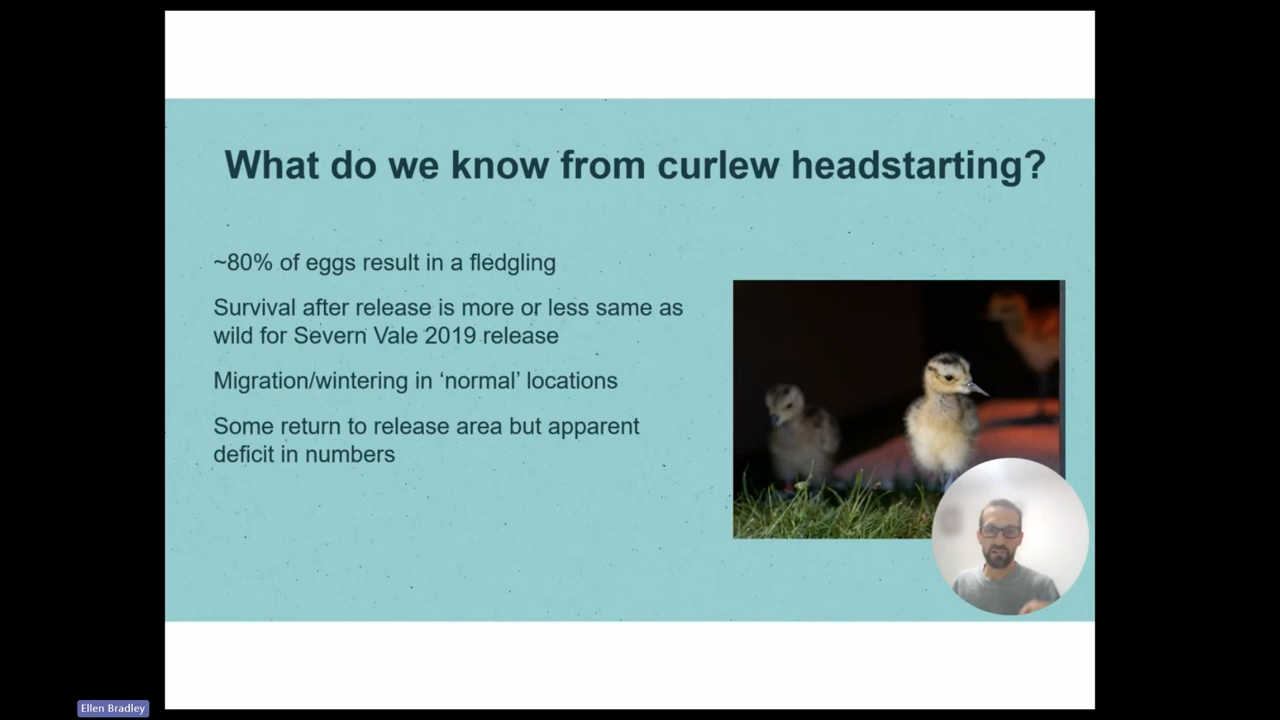 What do we know from curlew headstarting?
~80% of eggs result in a fledgling
Survival after release is more or less same as
wild for Severn Vale 2019 release
Migration/wintering in ‘normal’ locations
Some return to release area but apparent
deficit in numbers
Ellen Bradley